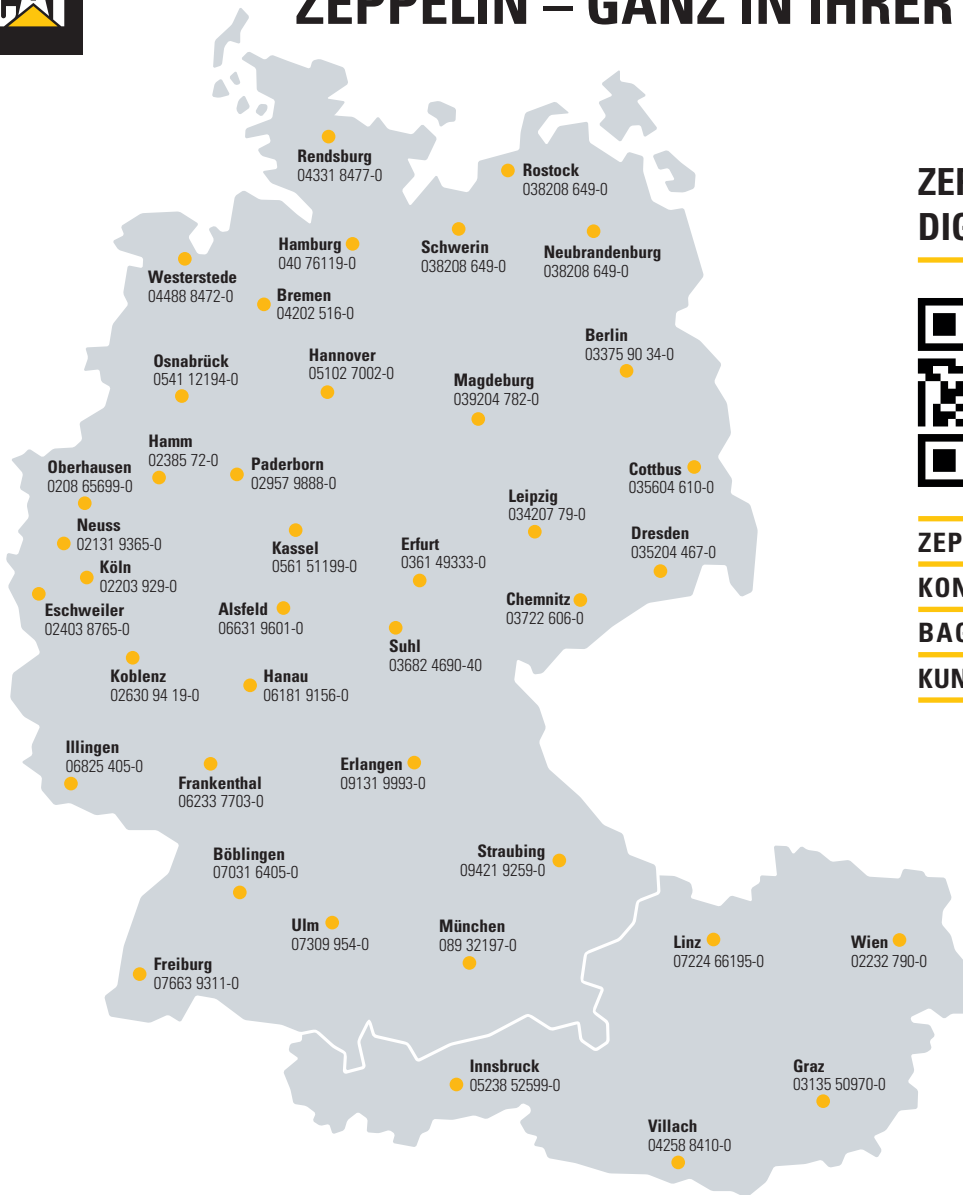 ZEPPELIN – GANZ IN IHRER
Rendsburg
04331 8477-0
Rostock
038208 649-0
Hamburg
040 76119-0
Schwerin
038208 649-0
Neubrandenburg
038208 649-0
Westerstede
04488 8472-0
Bremen
04202 516-0
Berlin
03375 90 34-0
Osnabrück
0541 12194-0
Hannover
05102 7002-0
Magdeburg
039204 782-0
Hamm
02385 72-0
Oberhausen
0208 65699-0
Paderborn
02957 9888-0
Cottbus
035604 610-0
Leipzig
034207 79-0
Neuss
02131 9365-0
Kassel
0561 51199-0
Erfurt
0361 49333-0
Dresden
035204 467-0
Köln
02203 929-0
Eschweiler
02403 8765-0
Alsfeld
06631 9601-0
Chemnitz
03722 606-0
Suhl
03682 4690-40
Koblenz
02630 94 19-0
Hanau
06181 9156-0
Illingen
06825 405-0
Frankenthal
06233 7703-0
Erlangen
09131 9993-0
Böblingen
07031 6405-0
Straubing
09421 9259-0
Ulm
07309 954-0
München
089 32197-0
Freiburg
07663 9311-0
Linz
07224 66195-0
Wien
02232 790-0
Innsbruck
05238 52599-0
Graz
03135 50970-0
Villach
04258 8410-0
ZEP
KON
BAG
KUN